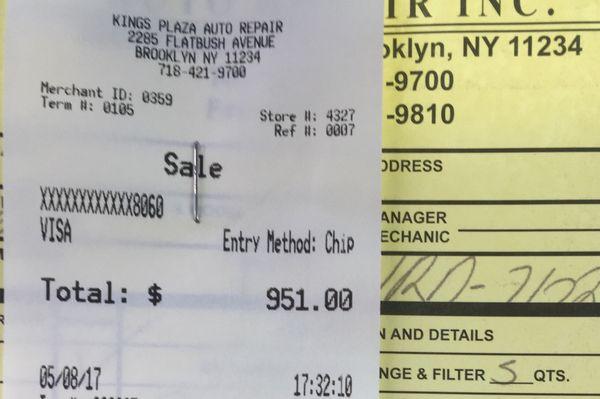 KINGS PLAZA AUTO REPAIR
2285 FLATBUSH AVENUE
BROOKLYN NY 11234
718-421-9700
Merchant ID: 0359
Term #: 0105
Store #: 4327
Ref #: 0007
Sale
XXXXXXXXXXXX8060
VISA
Entry Method: Chip
Total: $ 951.00
05/08/17 17:32:10
IR INC.
oklyn, NY 11234
-9700
-9810
DDRESS
ANAGER
ECHANIC
N AND DETAILS
NGE & FILTER 5 QTS.